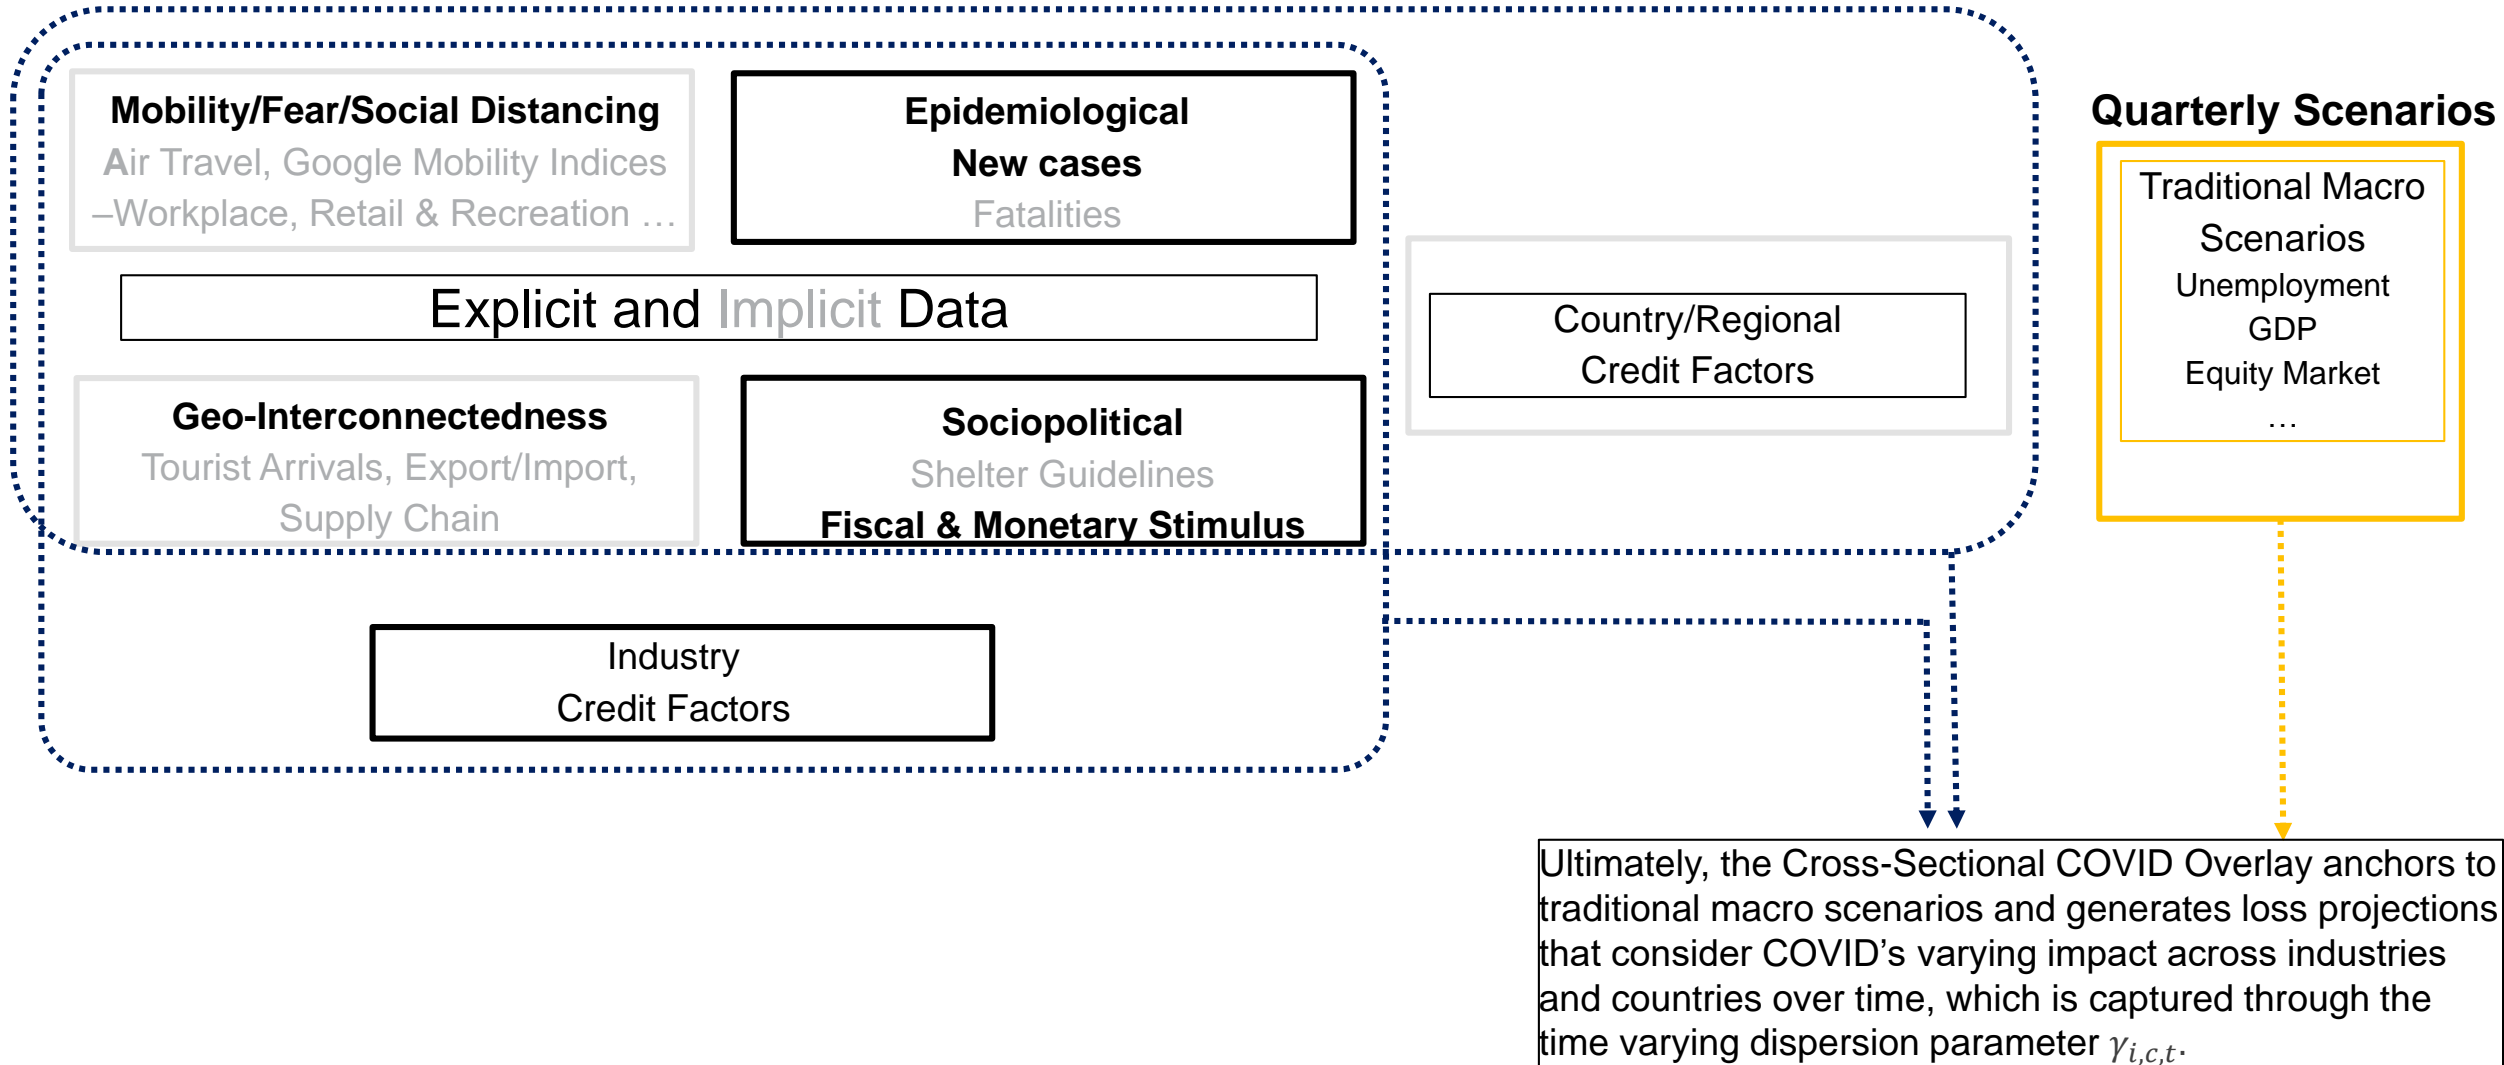 Mobility/Fear/Social Distancing
Air Travel, Google Mobility Indices
–Workplace, Retail & Recreation …
Epidemiological
New cases
Fatalities
Explicit and Implicit Data
Geo-Interconnectedness
Tourist Arrivals, Export/Import,
Supply Chain
Sociopolitical
Shelter Guidelines
Fiscal & Monetary Stimulus
Country/Regional
Credit Factors
Industry
Credit Factors
Quarterly Scenarios
Traditional Macro
Scenarios
Unemployment
GDP
Equity Market
…
Ultimately, the Cross-Sectional COVID Overlay anchors to
traditional macro scenarios and generates loss projections
that consider COVID’s varying impact across industries
and countries over time, which is captured through the
time varying dispersion parameter γi,c,t.